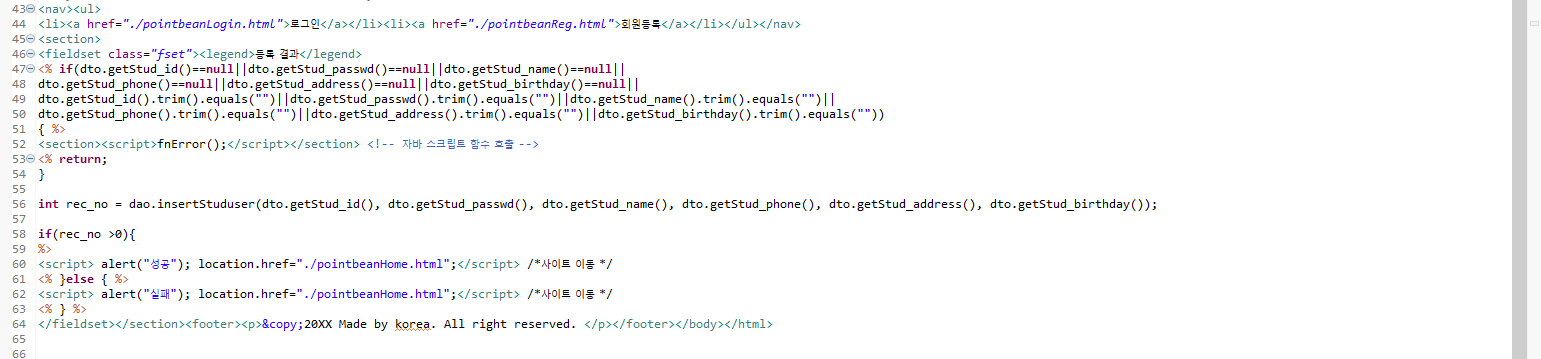 43 <nav><ul>
44 <li><a href="./pointbeanLogin.html">로그인</a></li><li><a href="./pointbeanReg.html">회원등록</a></li></ul></nav>
45 <section>
46 <fieldset class="fset"><legend>등록 결과</legend>
47 <% if(dto.getStud_id()==null||dto.getStud_passwd()==null||dto.getStud_name()==null||
48 dto.getStud_phone()==null||dto.getStud_address()==null||dto.getStud_birthday()==null||
49 dto.getStud_id().trim().equals("")||dto.getStud_passwd().trim().equals("")||dto.getStud_name().trim().equals("")||
50 dto.getStud_phone().trim().equals("")||dto.getStud_address().trim().equals("")||dto.getStud_birthday().trim().equals(""))
51 { %>
52 <section><script>fnError();</script></section> <!-- 자바 스크립트 함수 호출 -->
53 <% return;
54 }
55
56 int rec_no = dao.insertStuduser(dto.getStud_id(), dto.getStud_passwd(), dto.getStud_name(), dto.getStud_phone(), dto.getStud_address(), dto.getStud_birthday());
57
58 if(rec_no >0){
59 %>
60 <script> alert("성공"); location.href="./pointbeanHome.html";</script> /*사이트 이동 */
61 <% }else { %>
62 <script> alert("실패"); location.href="./pointbeanHome.html";</script> /*사이트 이동 */
63 <% } %>
64 </fieldset></section><footer><p>&copy;20XX Made by korea. All right reserved. </p></footer></body></html>
65
66